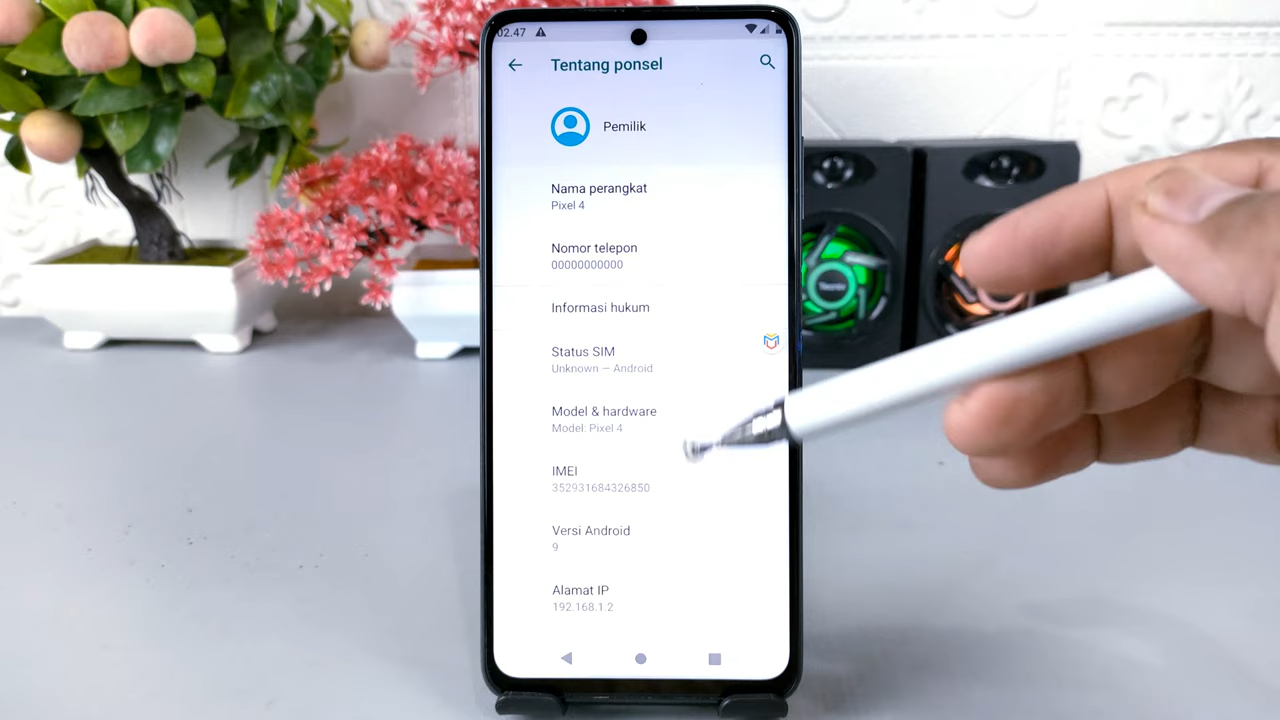 02.47
Tentang ponsel
Pemilik
Nama perangkat
Pixel 4
Nomor telepon
00000000000
Informasi hukum
Status SIM
Unknown — Android
Model & hardware
Model: Pixel 4
IMEI
352931684326850
Versi Android
9
Alamat IP
192.168.1.2